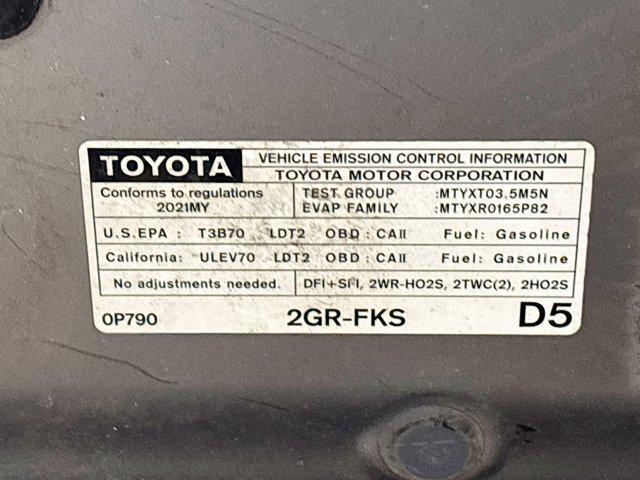 TOYOTA
VEHICLE EMISSION CONTROL INFORMATION
TOYOTA MOTOR CORPORATION
Conforms to regulations
2021MY
TEST GROUP :MTYXT03.5M5N
EVAP FAMILY :MTYXR0165P82
U.S.EPA : T3B70 LDT2 OBD : CAII Fuel: Gasoline
California: ULEV70 LDT2 OBD : CAII Fuel: Gasoline
No adjustments needed. DFI+SFI, 2WR-HO2S, 2TWC(2), 2HO2S
0P790 2GR-FKS D5